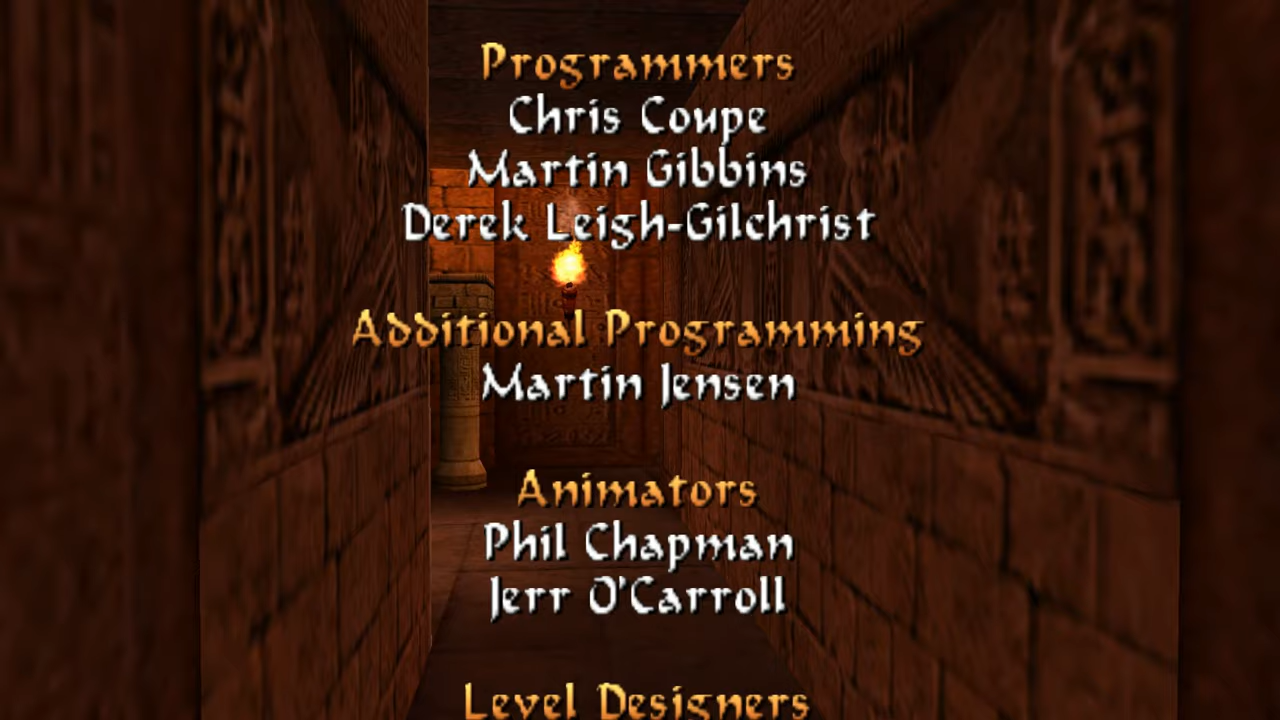 Programmers
Chris Coupe
Martin Gibbins
Derek Leigh-Gilchrist
Additional Programming
Martin Jensen
Animators
Phil Chapman
Jerr O'Carroll
Level Designers